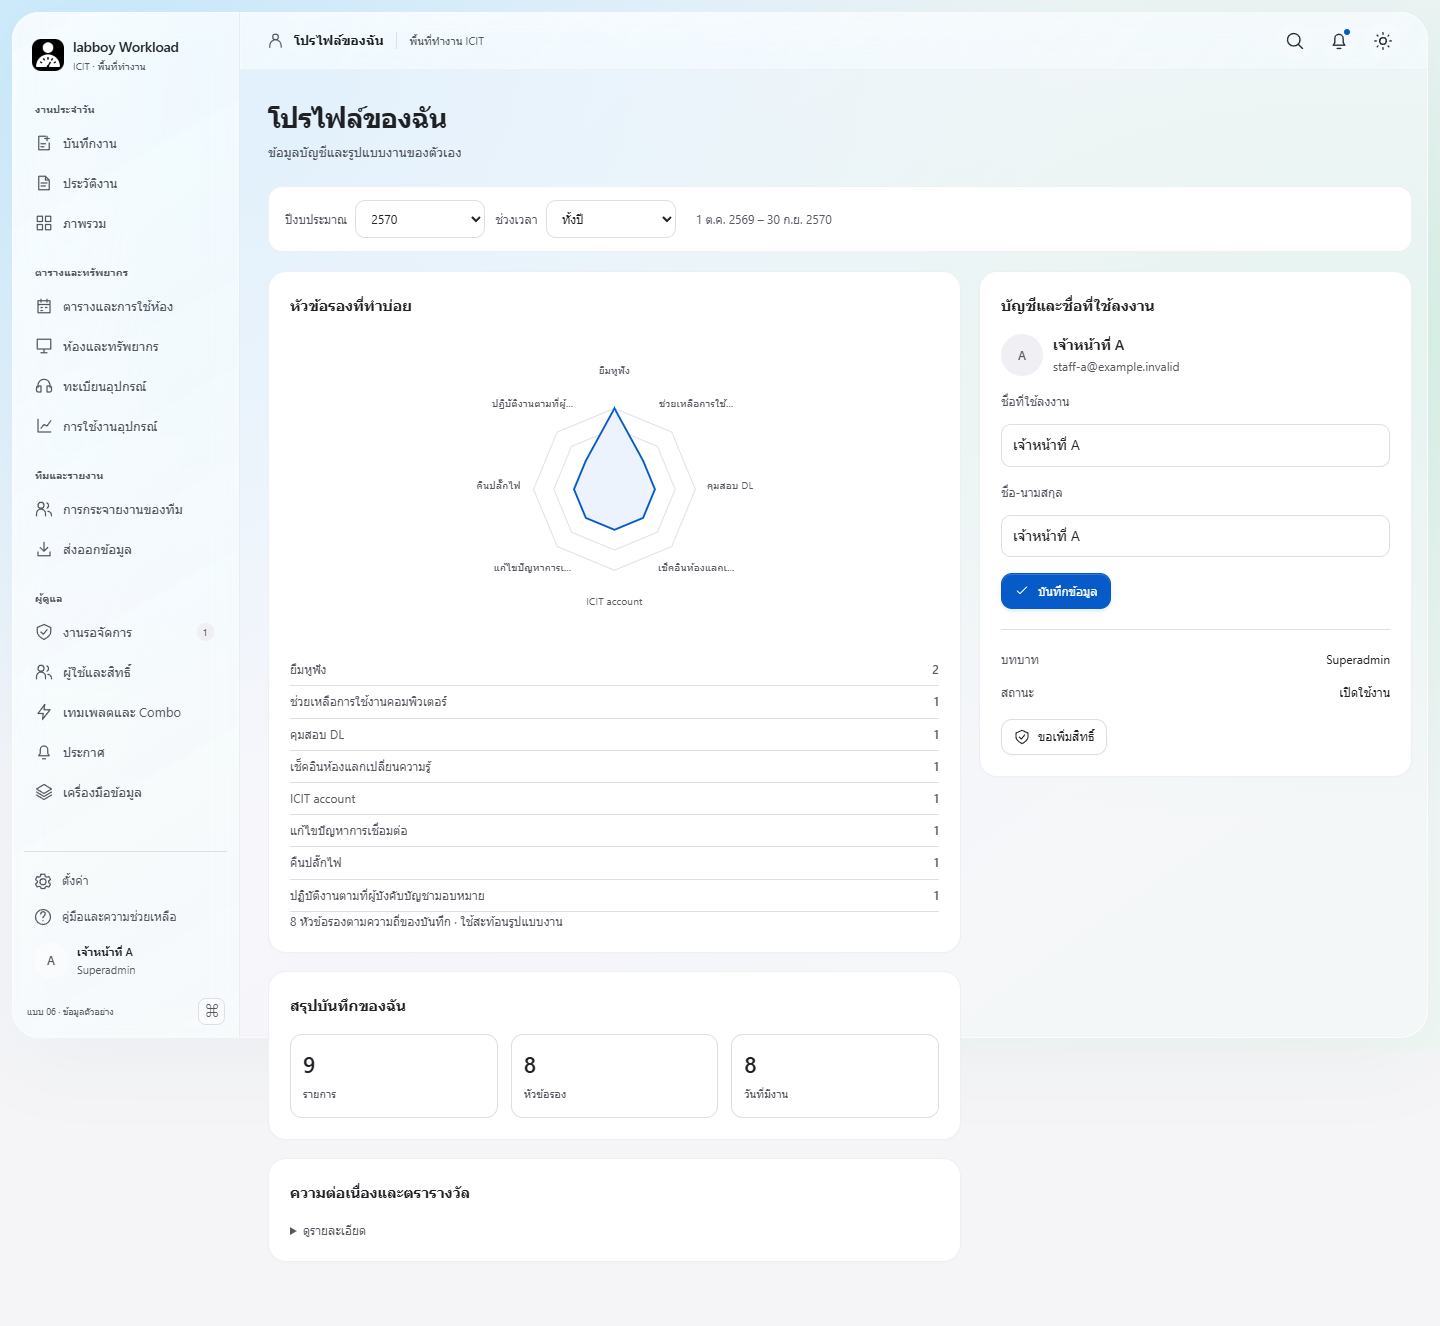 labboy Workload
ICIT · พื้นที่ทำงาน
งานประจำวัน
บันทึกงาน
ประวัติงาน
ภาพรวม
ตารางและทรัพยากร
ตารางและการใช้ห้อง
ห้องและทรัพยากร
ทะเบียนอุปกรณ์
การใช้งานอุปกรณ์
ทีมและรายงาน
การกระจายงานของทีม
ส่งออกข้อมูล
ผู้ดูแล
งานรอจัดการ 1
ผู้ใช้และสิทธิ์
เทมเพลตและ Combo
ประกาศ
เครื่องมือข้อมูล
ตั้งค่า
คู่มือและความช่วยเหลือ
A
เจ้าหน้าที่ A
Superadmin
แบบ 06 · ข้อมูลตัวอย่าง
โปรไฟล์ของฉัน
พื้นที่ทำงาน ICIT
โปรไฟล์ของฉัน
ข้อมูลบัญชีและรูปแบบงานของตัวเอง
ปีงบประมาณ 2570 ช่วงเวลา ทั้งปี 1 ต.ค. 2569 – 30 ก.ย. 2570
หัวข้อรองที่ทำบ่อย
ยืมหูฟัง
ปฏิบัติงานตามที่ผู้... ช่วยเหลือการใช้...
คืนปลั๊กไฟ คุมสอบ DL
แก้ไขปัญหาการเ... เช็คอินห้องแลกเ...
ICIT account
ยืมหูฟัง 2
ช่วยเหลือการใช้งานคอมพิวเตอร์ 1
คุมสอบ DL 1
เช็คอินห้องแลกเปลี่ยนความรู้ 1
ICIT account 1
แก้ไขปัญหาการเชื่อมต่อ 1
คืนปลั๊กไฟ 1
ปฏิบัติงานตามที่ผู้บังคับบัญชามอบหมาย 1
8 หัวข้อรองตามความถี่ของบันทึก · ใช้สะท้อนรูปแบบงาน
สรุปบันทึกของฉัน
9
รายการ
8
หัวข้อรอง
8
วันที่มีงาน
ความต่อเนื่องและตรารางวัล
ดูรายละเอียด
บัญชีและชื่อที่ใช้ลงงาน
A
เจ้าหน้าที่ A
staff-a@example.invalid
ชื่อที่ใช้ลงงาน
เจ้าหน้าที่ A
ชื่อ-นามสกุล
เจ้าหน้าที่ A
บันทึกข้อมูล
บทบาท Superadmin
สถานะ เปิดใช้งาน
ขอเพิ่มสิทธิ์